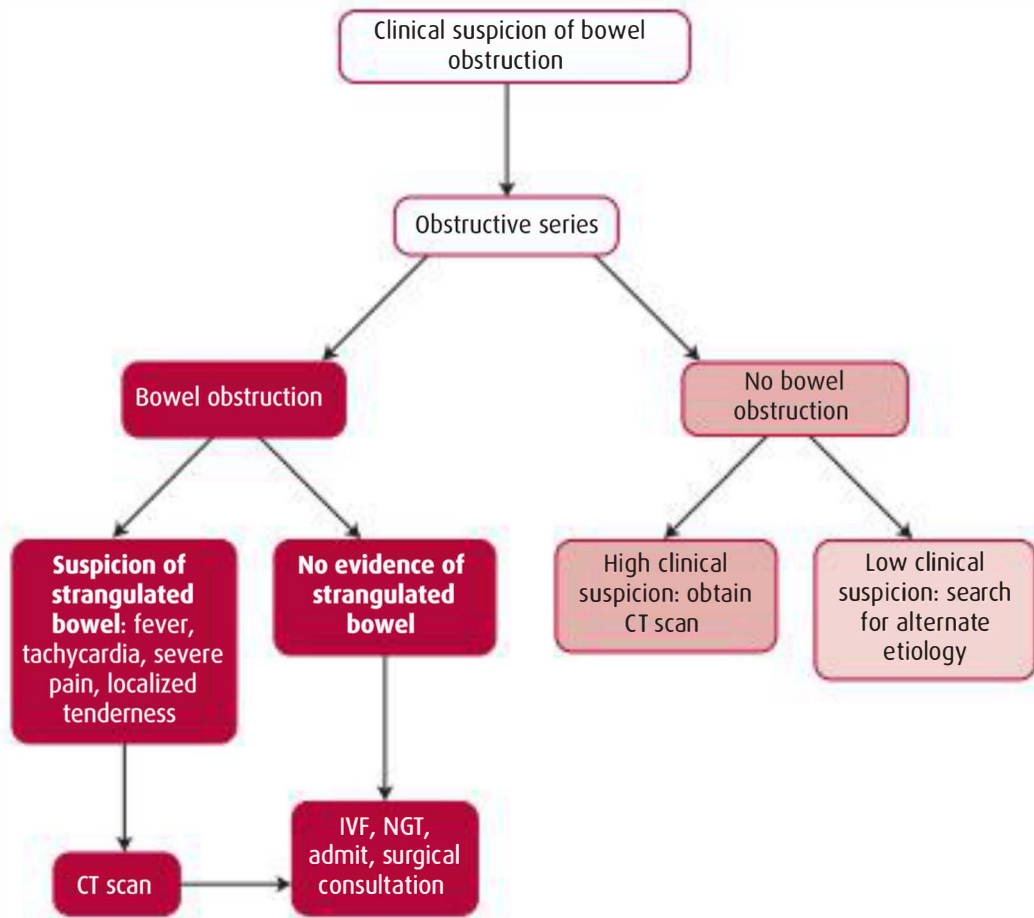 Clinical suspicion of bowel
obstruction
Obstructive series
Bowel obstruction
No bowel
obstruction
Suspicion of
strangulated
bowel: fever,
tachycardia, severe
pain, localized
tenderness
No evidence of
strangulated
bowel
High clinical
suspicion: obtain
CT scan
Low clinical
suspicion: search
for alternate
etiology
CT scan
IVF, NGT,
admit, surgical
consultation